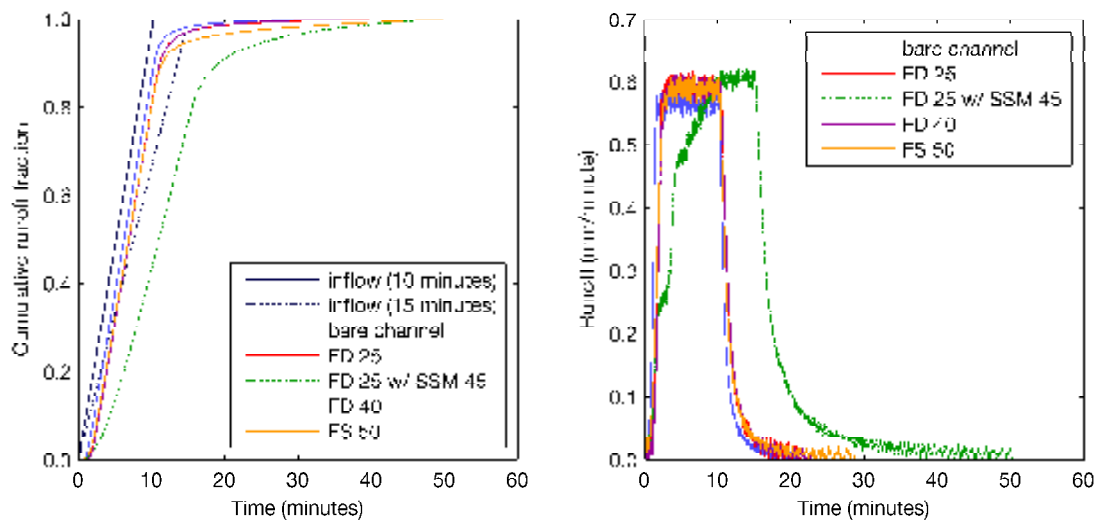 Cumulative runoff fraction
1.0
0.8
0.6
0.4
0.2
0.0
0
10
20
30
40
50
60
Time (minutes)
inflow (10 minutes)
inflow (15 minutes)
bare channel
FD 25
FD 25 w/ SSM 45
FD 40
FS 50
Runoff (mm/minute)
0.7
0.6
0.5
0.4
0.3
0.2
0.1
0.0
0
10
20
30
40
50
60
Time (minutes)
bare channel
FD 25
FD 25 w/ SSM 45
FD 40
FS 50